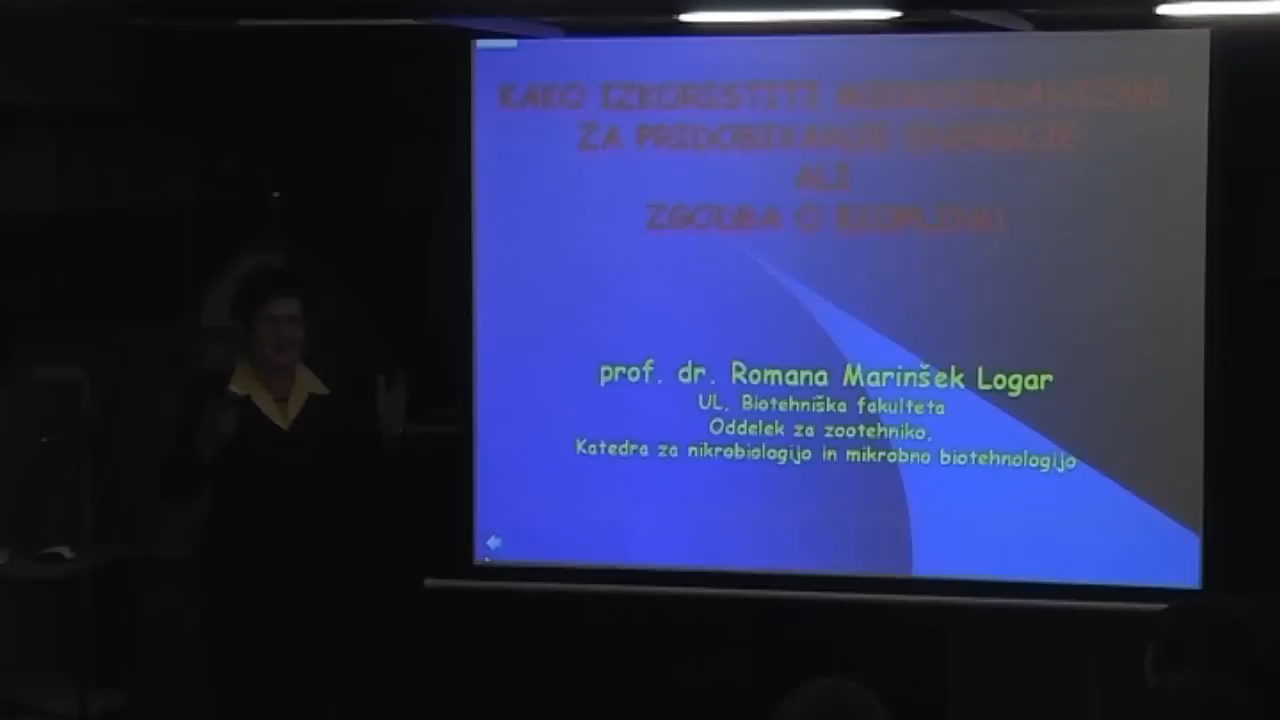 KAKO IZKORISTITI MIKROORGANIZME
ZA PRIDOBIVANJE ENERGIJE
ALI
ZGODBA O BIOPLINU
prof. dr. Romana Marinšek Logar
UL, Biotehniška fakulteta
Oddelek za zootehniko,
Katedra za nikrobiologijo in mikrobno biotehnologijo